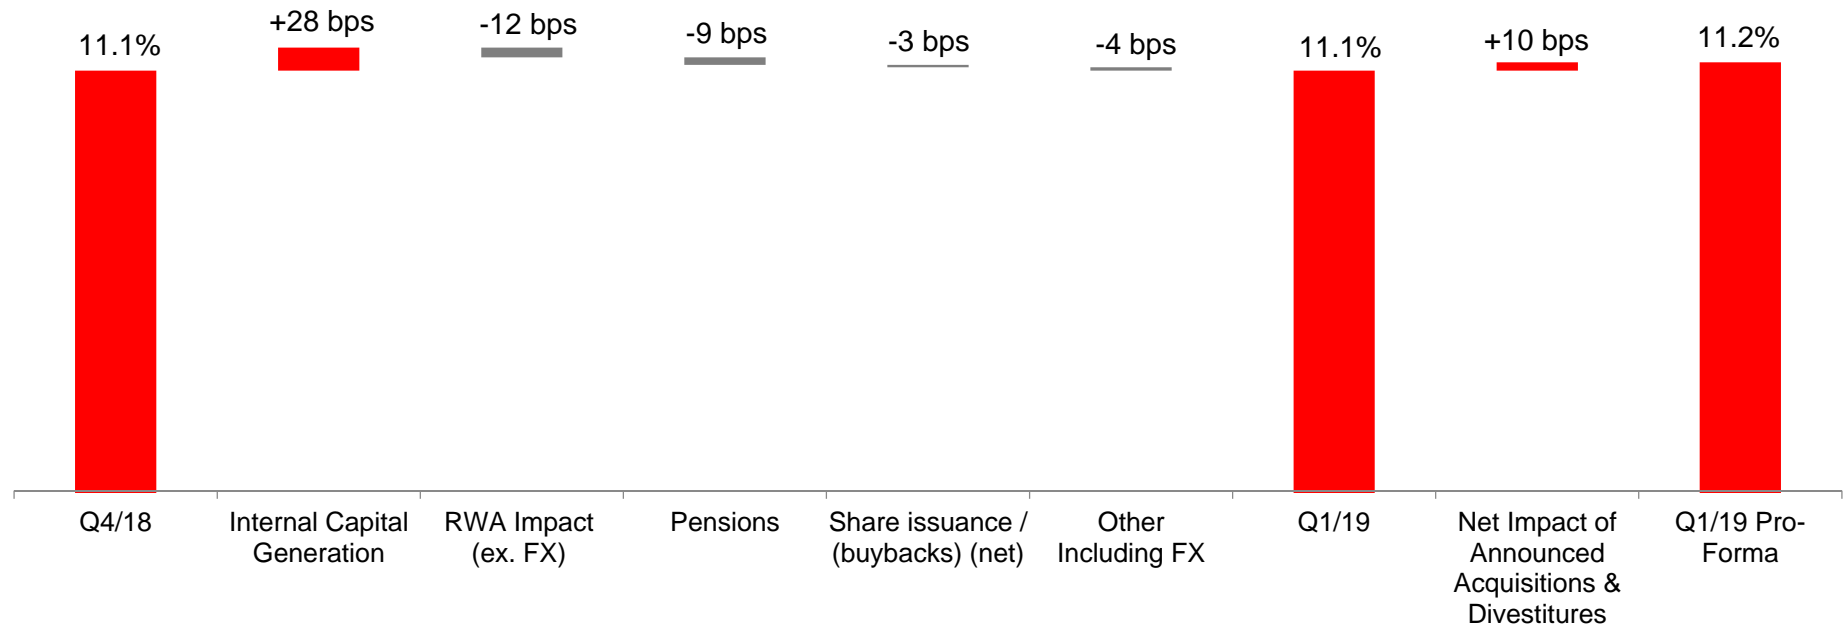 11.1%
+28 bps
-12 bps
-9 bps
-3 bps
-4 bps
11.1%
+10 bps
11.2%
Q4/18
Internal Capital
Generation
RWA Impact
(ex. FX)
Pensions
Share issuance /
(buybacks) (net)
Other
Including FX
Q1/19
Net Impact of
Announced
Acquisitions &
Divestitures
Q1/19 Pro-
Forma